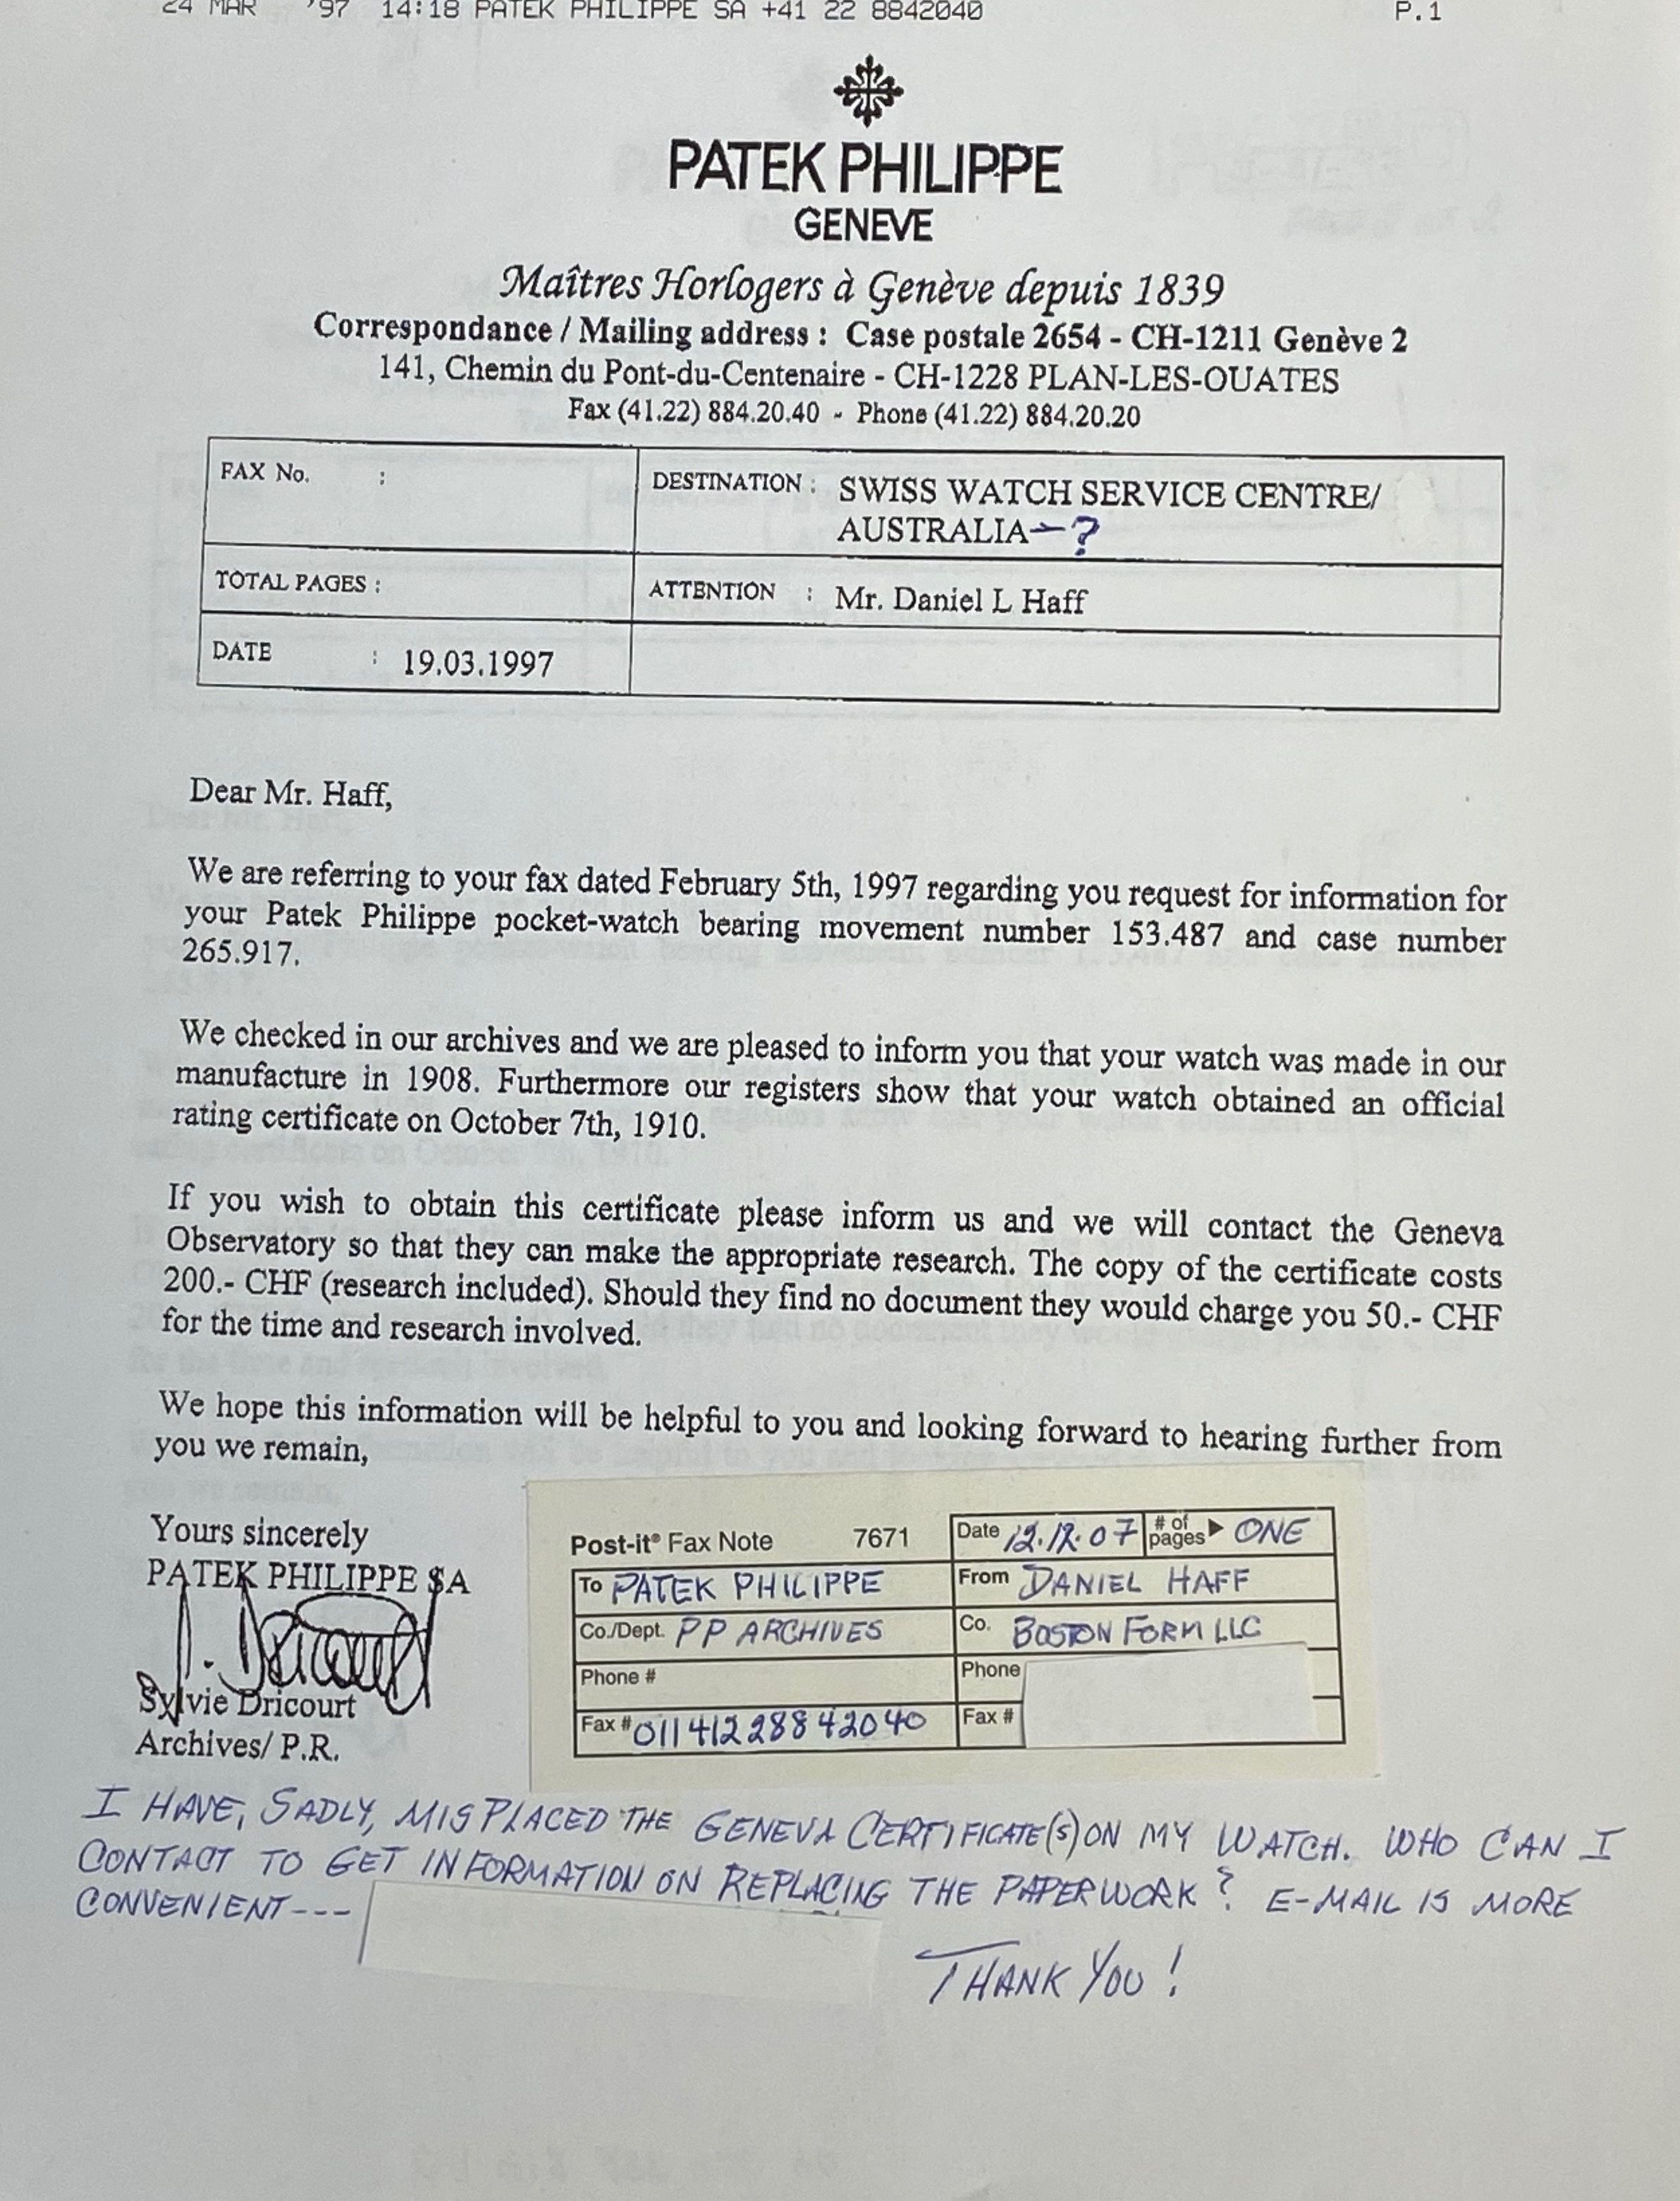 24 MAR '97 14:18 PATEK PHILIPPE SA +41 22 8842040 P.1
PATEK PHILIPPE
GENEVE
Maîtres Horlogers à Genève depuis 1839
Correspondance / Mailing address : Case postale 2654 - CH-1211 Genève 2
141, Chemin du Pont-du-Centenaire - CH-1228 PLAN-LES-OUATES
Fax (41.22) 884.20.40 - Phone (41.22) 884.20.20
FAX No. :
DESTINATION : SWISS WATCH SERVICE CENTRE/
AUSTRALIA—?
TOTAL PAGES :
ATTENTION : Mr. Daniel L Haff
DATE : 19.03.1997
Dear Mr. Haff,
We are referring to your fax dated February 5th, 1997 regarding you request for information for
your Patek Philippe pocket-watch bearing movement number 153.487 and case number
265.917.
We checked in our archives and we are pleased to inform you that your watch was made in our
manufacture in 1908. Furthermore our registers show that your watch obtained an official
rating certificate on October 7th, 1910.
If you wish to obtain this certificate please inform us and we will contact the Geneva
Observatory so that they can make the appropriate research. The copy of the certificate costs
200.- CHF (research included). Should they find no document they would charge you 50.- CHF
for the time and research involved.
We hope this information will be helpful to you and looking forward to hearing further from
you we remain,
Yours sincerely
PATEK PHILIPPE SA
Sylvie Dricourt
Archives/ P.R.
Post-it® Fax Note 7671
Date 12.12.07 # of pages ▶ ONE
To PATEK PHILIPPE
From DANIEL HAFF
Co./Dept. PP ARCHIVES
Co. BOSTON FORM LLC
Phone #
Phone
Fax # 011 41 22 884 2040
Fax #
I HAVE, SADLY, MISPLACED THE GENEVA CERTIFICATE(S) ON MY WATCH. WHO CAN I
CONTACT TO GET INFORMATION ON REPLACING THE PAPERWORK? E-MAIL IS MORE
CONVENIENT---
THANK YOU!